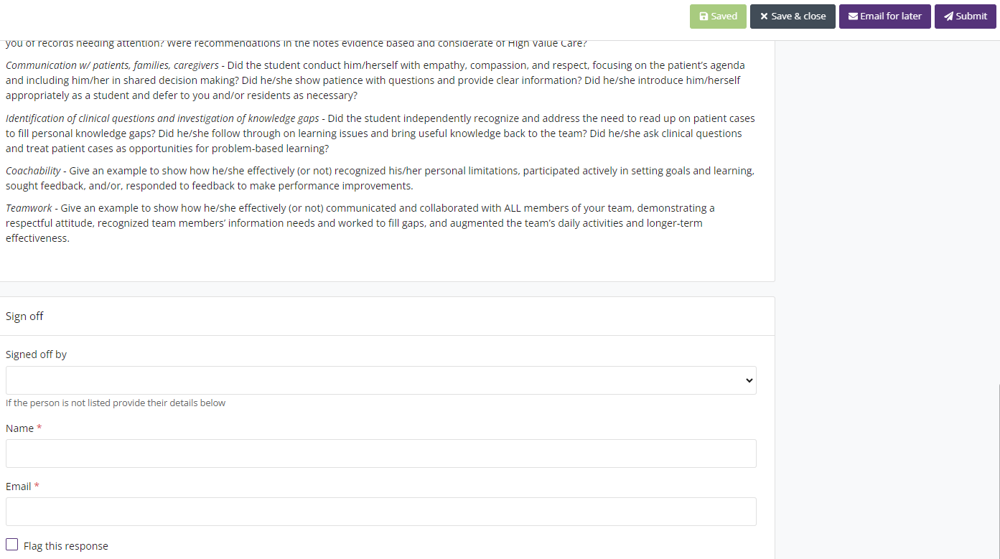 Saved
Save & close
Email for later
Submit
you of records needing attention? Were recommendations in the notes evidence based and considerate of High Value Care?
Communication w/ patients, families, caregivers - Did the student conduct him/herself with empathy, compassion, and respect, focusing on the patient's agenda
and including him/her in shared decision making? Did he/she show patience with questions and provide clear information? Did he/she introduce him/herself
appropriately as a student and defer to you and/or residents as necessary?
Identification of clinical questions and investigation of knowledge gaps - Did the student independently recognize and address the need to read up on patient cases
to fill personal knowledge gaps? Did he/she follow through on learning issues and bring useful knowledge back to the team? Did he/she ask clinical questions
and treat patient cases as opportunities for problem-based learning?
Coachability - Give an example to show how he/she effectively (or not) recognized his/her personal limitations, participated actively in setting goals and learning,
sought feedback, and/or, responded to feedback to make performance improvements.
Teamwork - Give an example to show how he/she effectively (or not) communicated and collaborated with ALL members of your team, demonstrating a
respectful attitude, recognized team members' information needs and worked to fill gaps, and augmented the team's daily activities and longer-term
effectiveness.
Sign off
Signed off by
If the person is not listed provide their details below
Name *
Email *
Flag this response